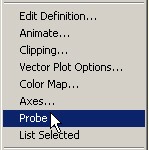 Edit Definition...
Animate...
Clipping...
Vector Plot Options...
Color Map...
Axes...
Probe
List Selected